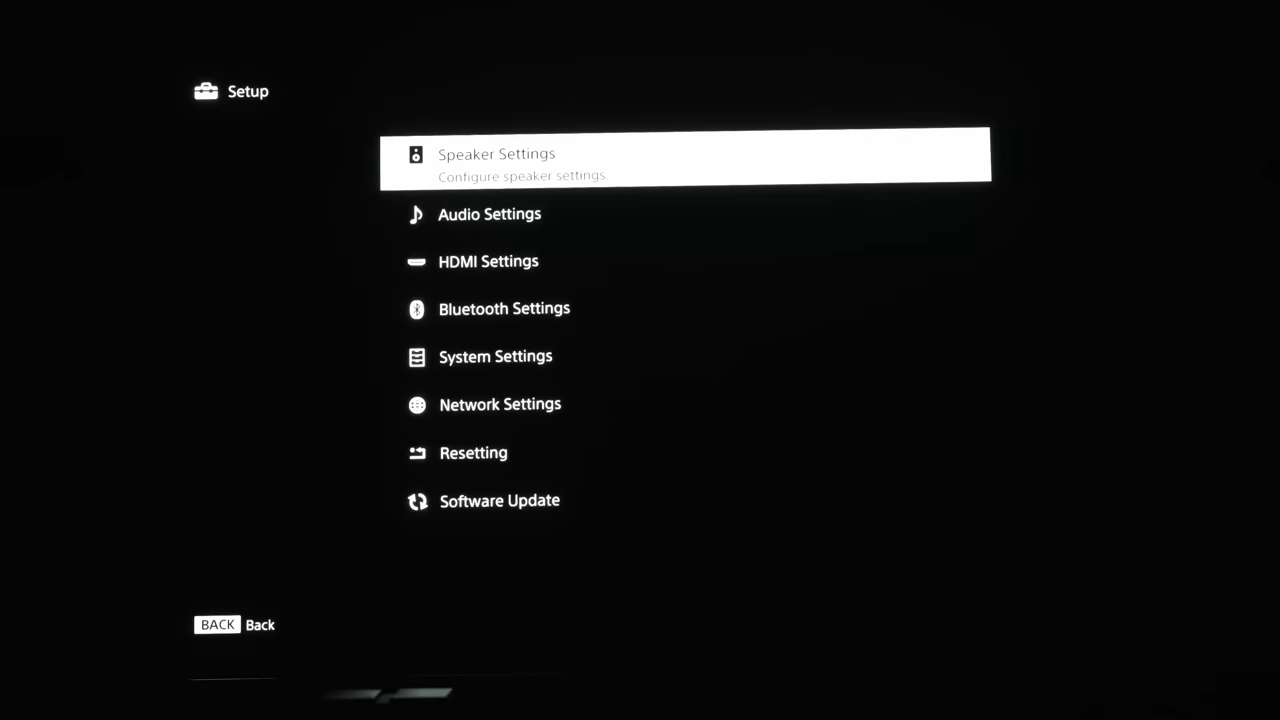 Setup
Speaker Settings
Configure speaker settings.
Audio Settings
HDMI Settings
Bluetooth Settings
System Settings
Network Settings
Resetting
Software Update
BACK Back